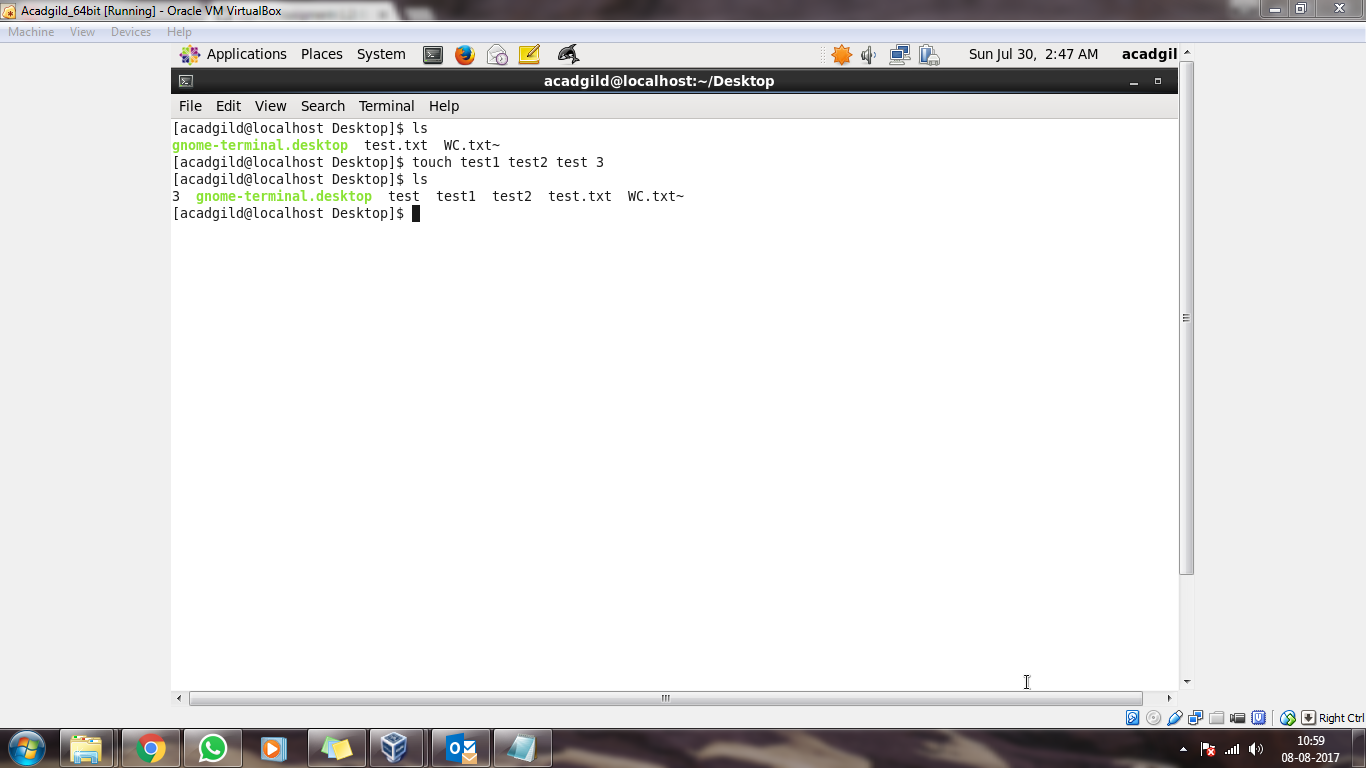 Acadgild_64bit [Running] - Oracle VM VirtualBox
Machine View Devices Help
Applications Places System Sun Jul 30, 2:47 AM acadgil
acadgild@localhost:~/Desktop
File Edit View Search Terminal Help
[acadgild@localhost Desktop]$ ls
gnome-terminal.desktop test.txt WC.txt~
[acadgild@localhost Desktop]$ touch test1 test2 test 3
[acadgild@localhost Desktop]$ ls
3 gnome-terminal.desktop test test1 test2 test.txt WC.txt~
[acadgild@localhost Desktop]$
Right Ctrl
10:59
08-08-2017